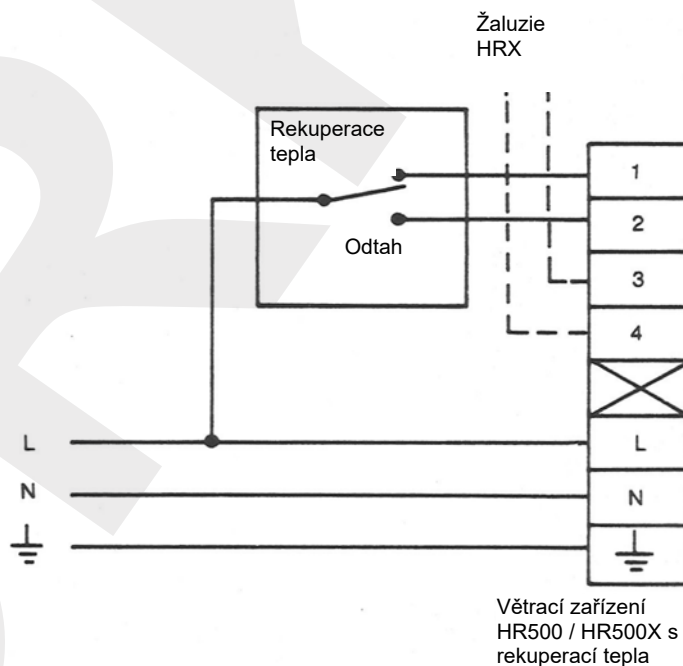 Žaluzie
HRX
Rekuperace
tepla
Odtah
1
2
3
4
L
L
N
N
Větrací zařízení
HR500 / HR500X s
rekuperací tepla